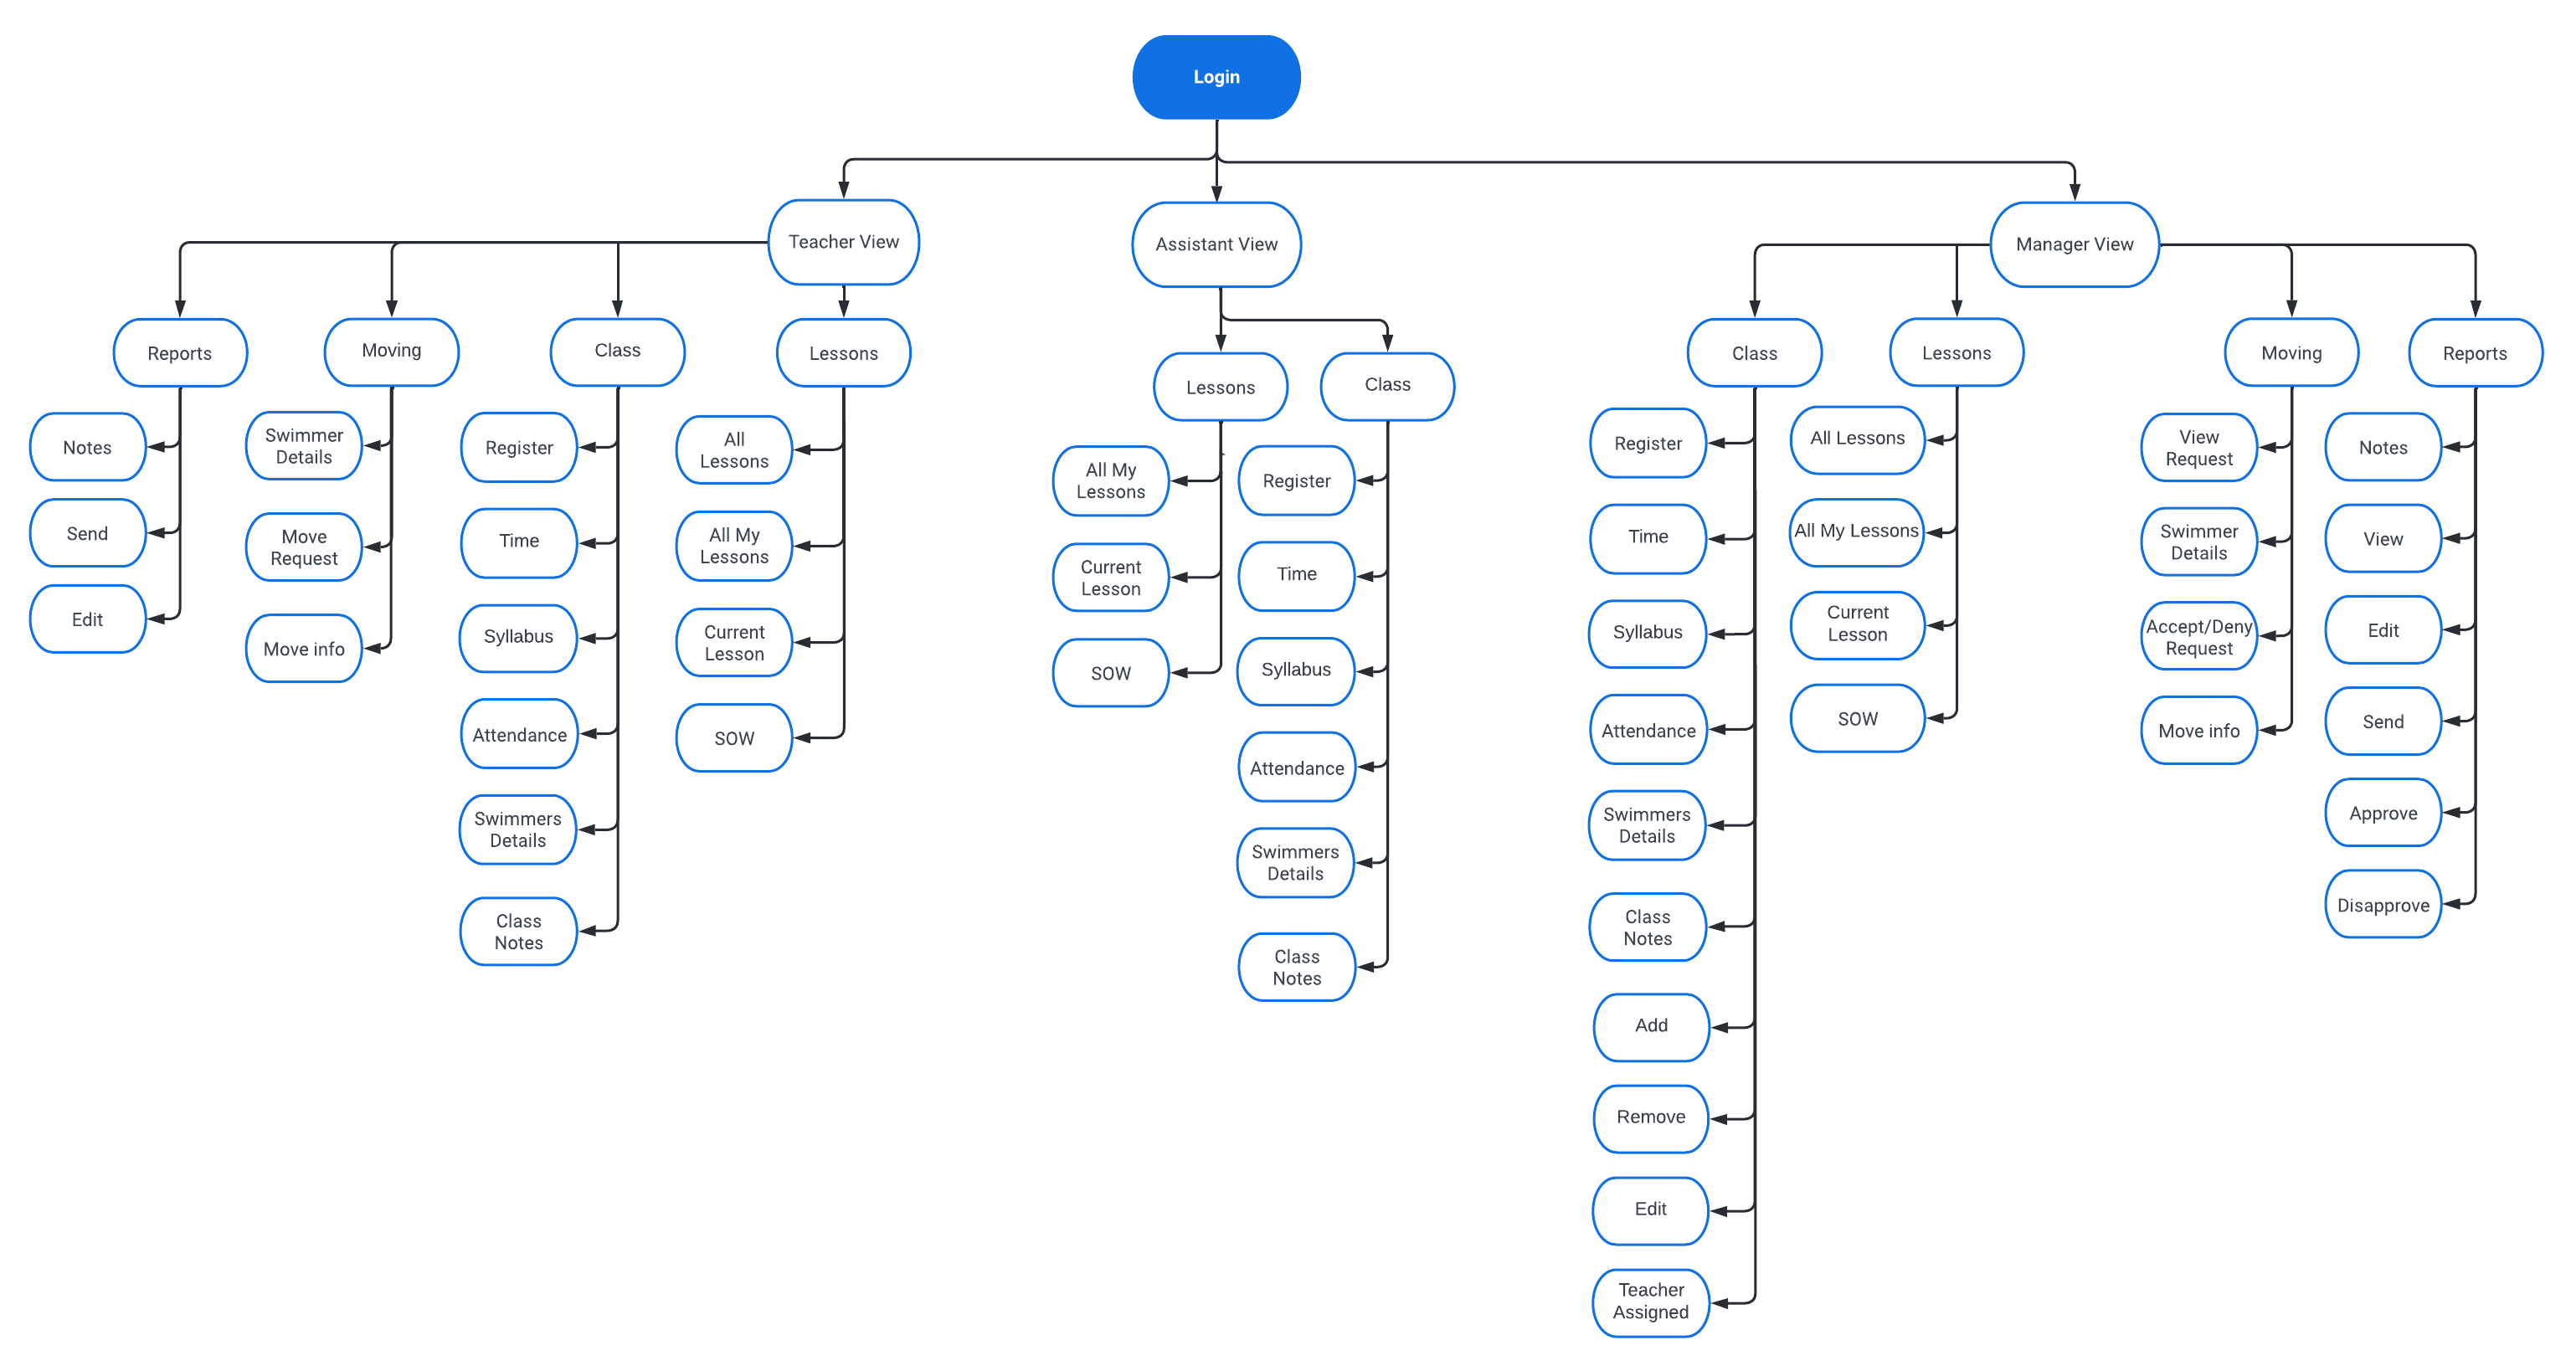 Login
Teacher View
Assistant View
Manager View
Reports
Moving
Class
Lessons
Notes
Send
Edit
Swimmer
Details
Move
Request
Move info
Register
Time
Syllabus
Attendance
Swimmers
Details
Class
Notes
All
Lessons
All My
Lessons
Current
Lesson
SOW
Lessons
Class
All My
Lessons
Current
Lesson
SOW
Register
Time
Syllabus
Attendance
Swimmers
Details
Class
Notes
Class
Lessons
Moving
Reports
Register
Time
Syllabus
Attendance
Swimmers
Details
Class
Notes
Add
Remove
Edit
Teacher
Assigned
All Lessons
All My Lessons
Current
Lesson
SOW
View
Request
Swimmer
Details
Accept/Deny
Request
Move info
Notes
View
Edit
Send
Approve
Disapprove